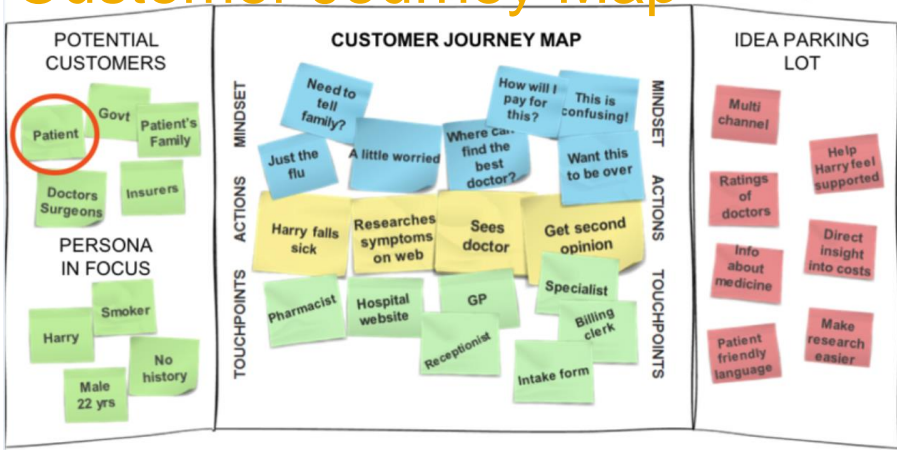 Customer Journey Map
POTENTIAL
CUSTOMERS
Patient
Govt
Patient's
Family
Doctors
Surgeons
Insurers
PERSONA
IN FOCUS
Smoker
Harry
No
history
Male
22 yrs
CUSTOMER JOURNEY MAP
MINDSET
Need to
tell
family?
How will I
pay for
this?
This is
confusing!
MINDSET
Just the
flu
A little worried
Where can
find the
best
doctor?
Want this
to be over
ACTIONS
Harry falls
sick
Researches
symptoms
on web
Sees
doctor
Get second
opinion
ACTIONS
TOUCHPOINTS
Pharmacist
Hospital
website
GP
Specialist
Receptionist
Billing
clerk
Intake form
TOUCHPOINTS
IDEA PARKING
LOT
Multi
channel
Help
Harry feel
supported
Ratings
of
doctors
Direct
insight
into costs
Info
about
medicine
Make
research
easier
Patient
friendly
language